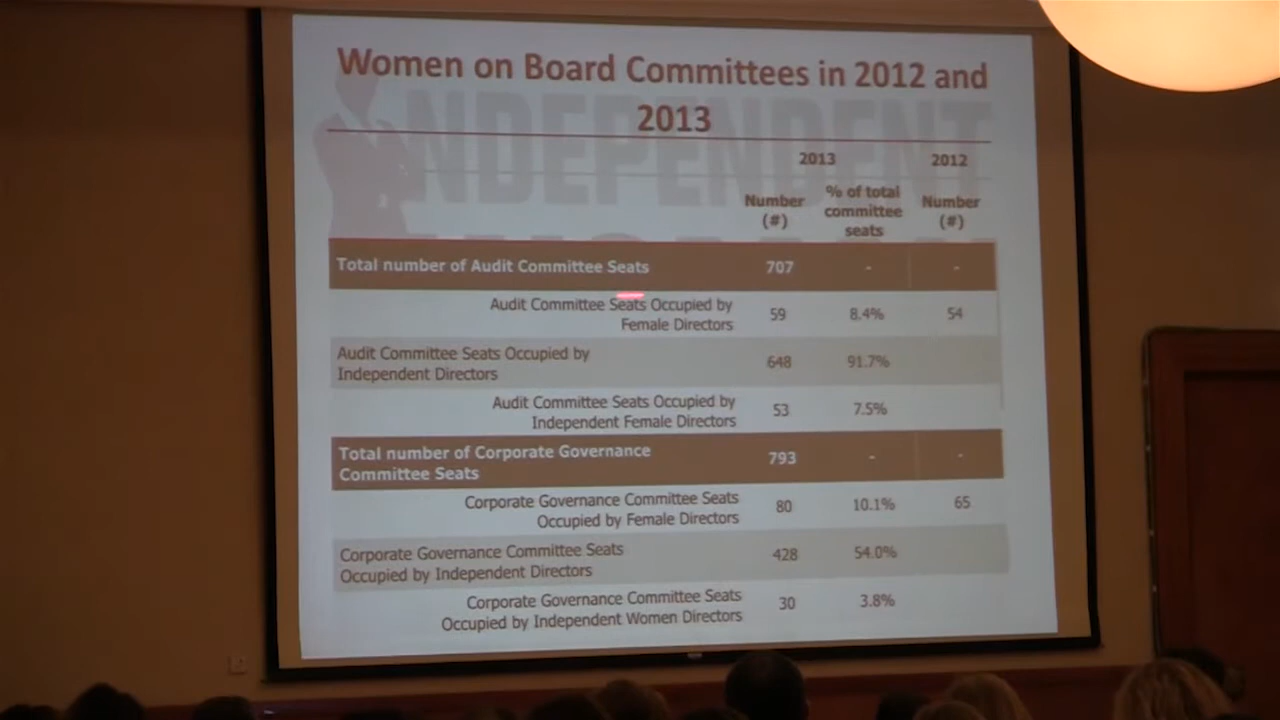 Women on Board Committees in 2012 and
2013
INDEPENDENT
2013 2012
Number
(#)
% of total
committee
seats
Number
(#)
Total number of Audit Committee Seats 707 - -
Audit Committee Seats Occupied by
Female Directors 59 8.4% 54
Audit Committee Seats Occupied by
Independent Directors 648 91.7%
Audit Committee Seats Occupied by
Independent Female Directors 53 7.5%
Total number of Corporate Governance
Committee Seats 793 - -
Corporate Governance Committee Seats
Occupied by Female Directors 80 10.1% 65
Corporate Governance Committee Seats
Occupied by Independent Directors 428 54.0%
Corporate Governance Committee Seats
Occupied by Independent Women Directors 30 3.8%